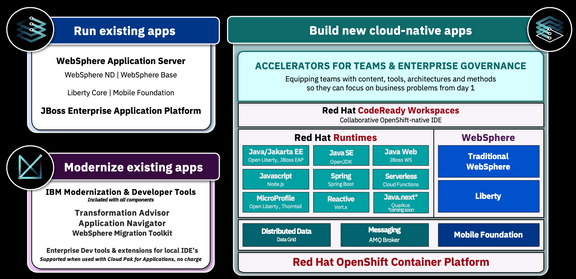 Run existing apps
WebSphere Application Server
WebSphere ND | WebSphere Base
Liberty Core | Mobile Foundation
JBoss Enterprise Application Platform
Modernize existing apps
IBM Modernization & Developer Tools
Included with all components
Transformation Advisor
Application Navigator
WebSphere Migration Toolkit
Enterprise Dev tools & extensions for local IDE's
Supported when used with Cloud Pak for Applications, no charge
Build new cloud-native apps
ACCELERATORS FOR TEAMS & ENTERPRISE GOVERNANCE
Equipping teams with content, tools, architectures and methods
so they can focus on business problems from day 1
Red Hat CodeReady Workspaces
Collaborative OpenShift-native IDE
Red Hat Runtimes
Java/Jakarta EE
Open Liberty, JBoss EAP
Java SE
OpenJDK
Java Web
JBoss WS
Javascript
Node.js
Spring
Spring Boot
Serverless
Cloud Functions
MicroProfile
Open Liberty, Thorntail
Reactive
Vert.x
Java.next*
Quarkus
*coming soon
WebSphere
Traditional
WebSphere
Liberty
Distributed Data
Data Grid
Messaging
AMQ Broker
Mobile Foundation
Red Hat OpenShift Container Platform